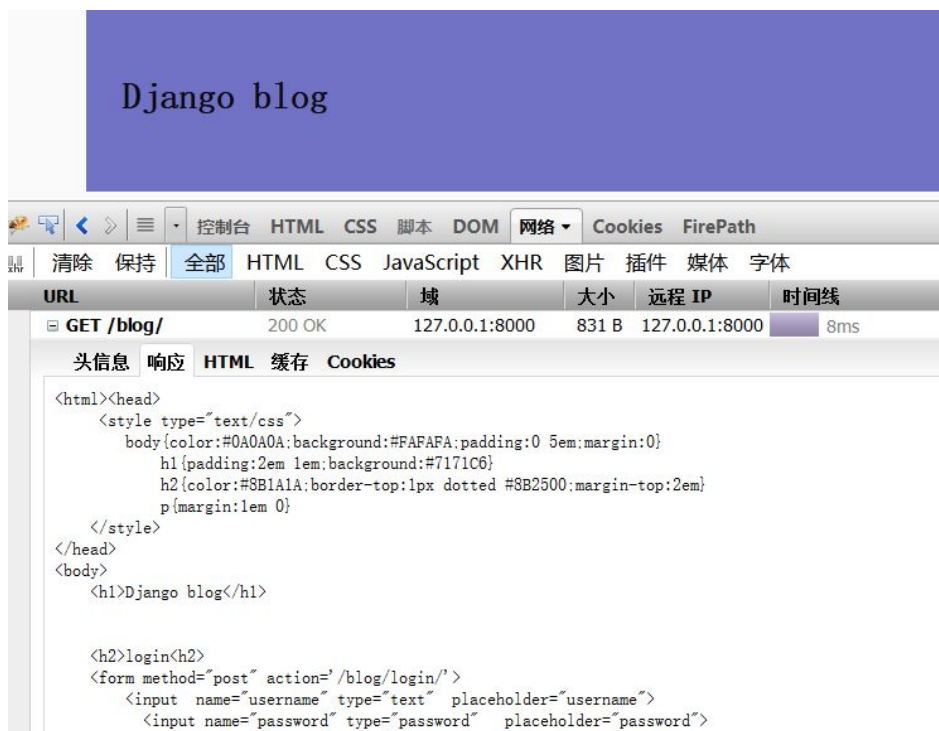 Django blog
控制台 HTML CSS 脚本 DOM 网络 Cookies FirePath
清除 保持 全部 HTML CSS JavaScript XHR 图片 插件 媒体 字体
URL 状态 域 大小 远程 IP 时间线
GET /blog/ 200 OK 127.0.0.1:8000 831 B 127.0.0.1:8000 8ms
头信息 响应 HTML 缓存 Cookies
<html><head>
<style type="text/css">
body{color:#0A0A0A;background:#FAFAFA;padding:0 5em;margin:0}
h1{padding:2em 1em;background:#7171C6}
h2{color:#8B1A1A;border-top:1px dotted #8B2500;margin-top:2em}
p{margin:1em 0}
</style>
</head>
<body>
<h1>Django blog</h1>
<h2>login<h2>
<form method="post" action='/blog/login/'>
<input name="username" type="text" placeholder="username">
<input name="password" type="password" placeholder="password">